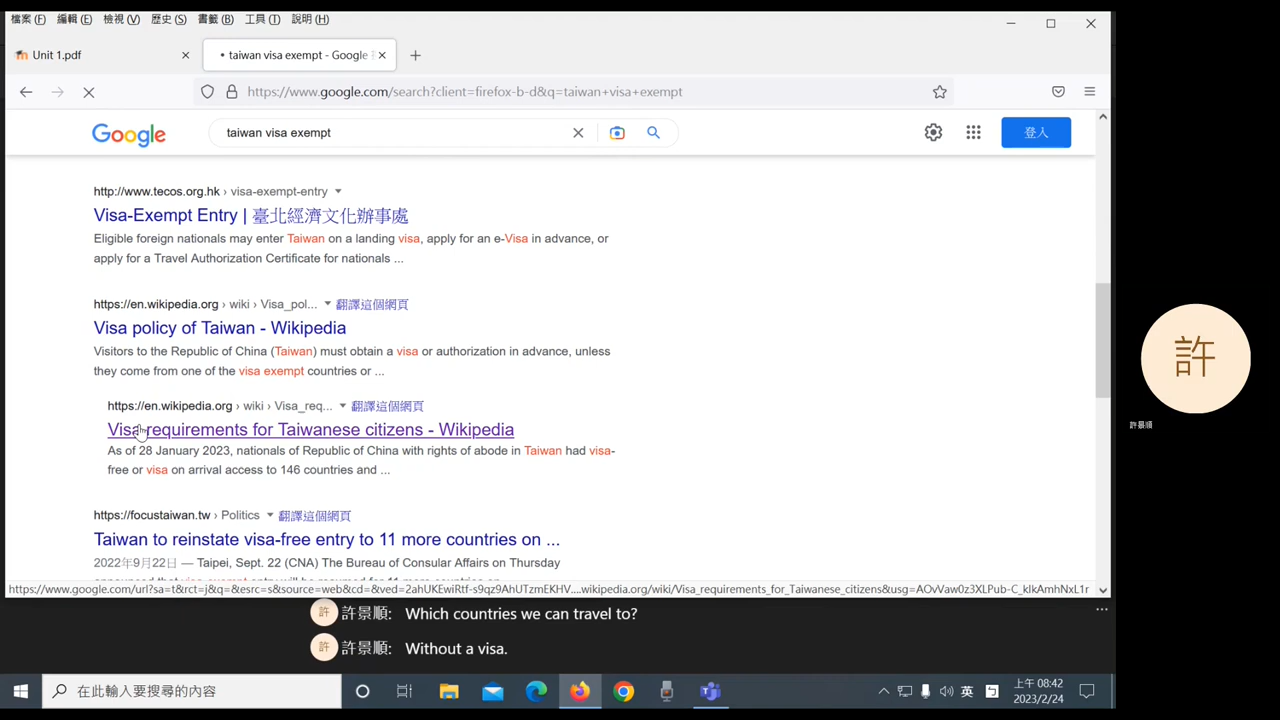 檔案 (F) 編輯 (E) 檢視 (V) 歷史 (S) 書籤 (B) 工具 (T) 說明 (H)
Unit 1.pdf
taiwan visa exempt - Google
https://www.google.com/search?client=firefox-b-d&q=taiwan+visa+exempt
Google
taiwan visa exempt
登入
http://www.tecos.org.hk › visa-exempt-entry
Visa-Exempt Entry | 臺北經濟文化辦事處
Eligible foreign nationals may enter Taiwan on a landing visa, apply for an e-Visa in advance, or
apply for a Travel Authorization Certificate for nationals ...
https://en.wikipedia.org › wiki › Visa_pol... 翻譯這個網頁
Visa policy of Taiwan - Wikipedia
Visitors to the Republic of China (Taiwan) must obtain a visa or authorization in advance, unless
they come from one of the visa exempt countries or ...
https://en.wikipedia.org › wiki › Visa_req... 翻譯這個網頁
Visa requirements for Taiwanese citizens - Wikipedia
As of 28 January 2023, nationals of Republic of China with rights of abode in Taiwan had visa-
free or visa on arrival access to 146 countries and ...
https://focustaiwan.tw › Politics 翻譯這個網頁
Taiwan to reinstate visa-free entry to 11 more countries on ...
2022年9月22日 — Taipei, Sept. 22 (CNA) The Bureau of Consular Affairs on Thursday
許
許景順
許 許景順: Which countries we can travel to?
許 許景順: Without a visa.
在此輸入要搜尋的內容
英
上午 08:42
2023/2/24